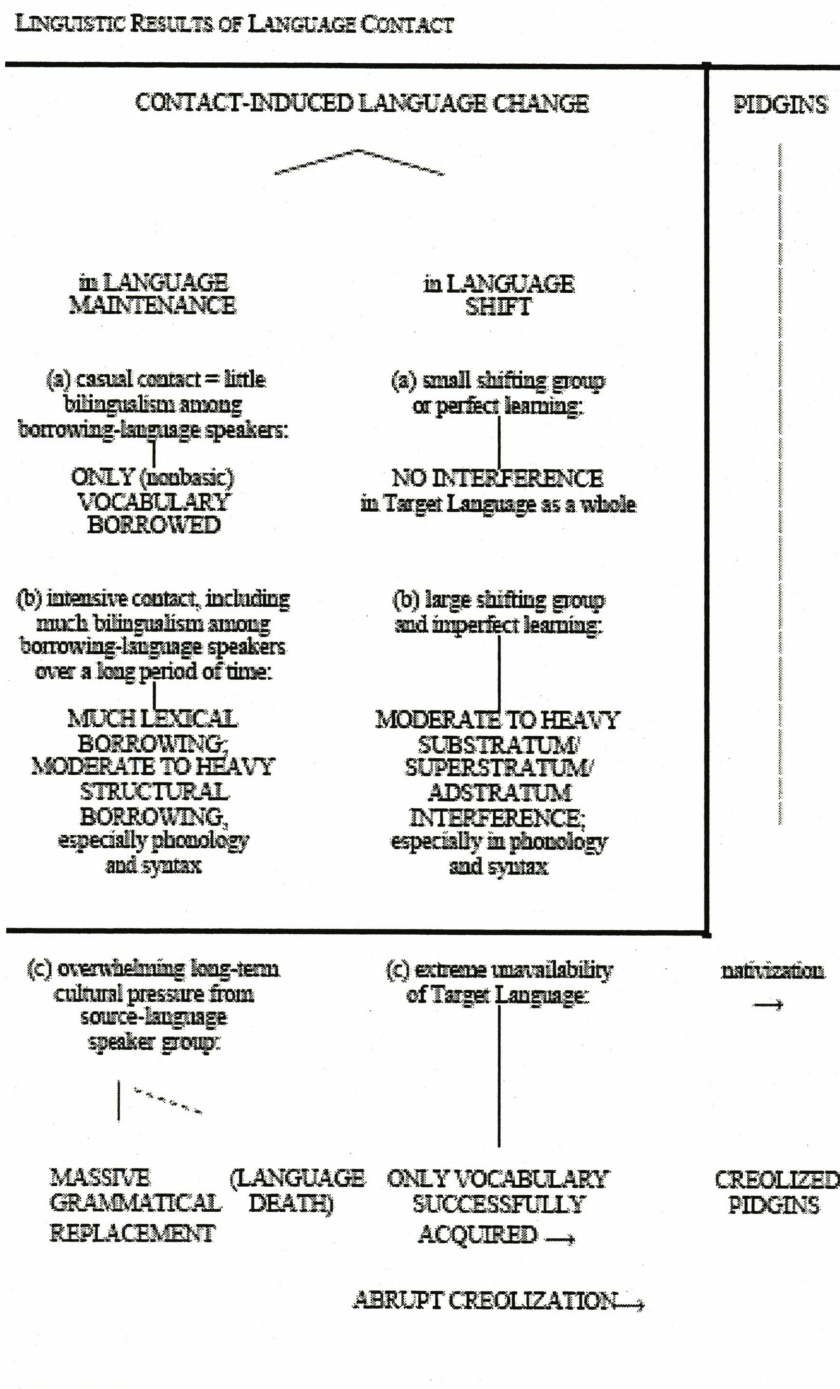 LINGUISTIC RESULTS OF LANGUAGE CONTACT
CONTACT-INDUCED LANGUAGE CHANGE
PIDGINS
in LANGUAGE
MAINTENANCE
in LANGUAGE
SHIFT
(a) casual contact = little
bilingualism among
borrowing-language speakers:
ONLY (nonbasic)
VOCABULARY
BORROWED
(a) small shifting group
or perfect learning:
NO INTERFERENCE
in Target Language as a whole
(b) intensive contact, including
much bilingualism among
borrowing-language speakers
over a long period of time:
MUCH LEXICAL
BORROWING;
MODERATE TO HEAVY
STRUCTURAL
BORROWING,
especially phonology
and syntax
(b) large shifting group
and imperfect learning:
MODERATE TO HEAVY
SUBSTRATUM/
SUPERSTRATUM/
ADSTRATUM
INTERFERENCE;
especially in phonology
and syntax
(c) overwhelming long-term
cultural pressure from
source-language
speaker group:
MASSIVE
GRAMMATICAL
REPLACEMENT
(LANGUAGE
DEATH)
(c) extreme unavailability
of Target Language:
ONLY VOCABULARY
SUCCESSFULLY
ACQUIRED →
nativization
→
CREOLIZED
PIDGINS
ABRUPT CREOLIZATION→